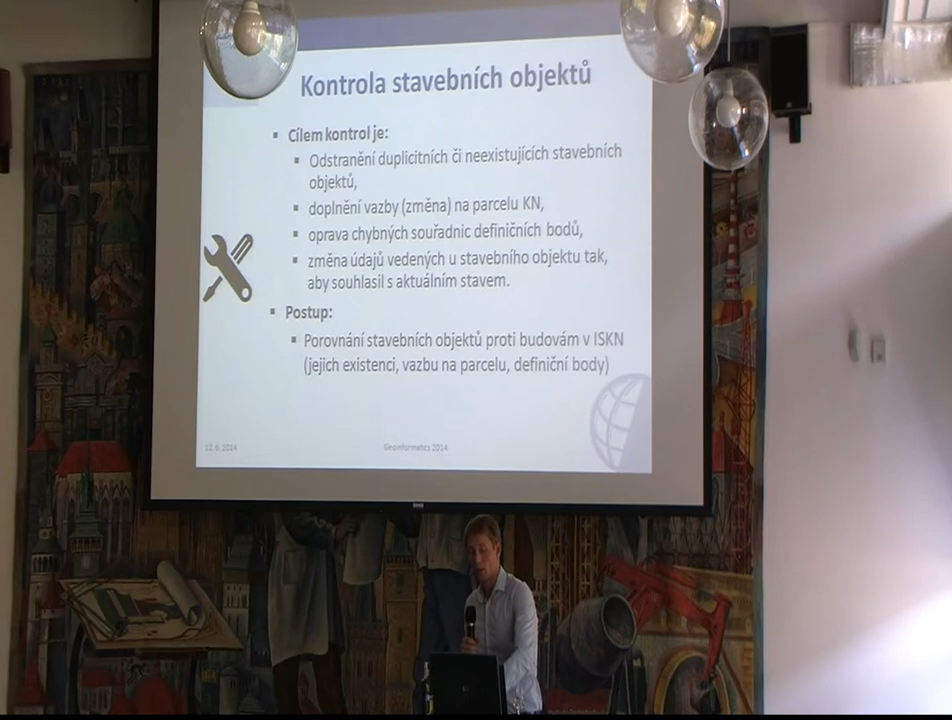 Kontrola stavebních objektů
Cílem kontrol je:
Odstranění duplicitních či neexistujících stavebních
objektů,
doplnění vazby (změna) na parcelu KN,
oprava chybných souřadnic definičních bodů,
změna údajů vedených u stavebního objektu tak,
aby souhlasil s aktuálním stavem.
Postup:
Porovnání stavebních objektů proti budovám v ISKN
(jejich existenci, vazbu na parcelu, definiční body)
12. 6. 2014
Geoinformatics 2014